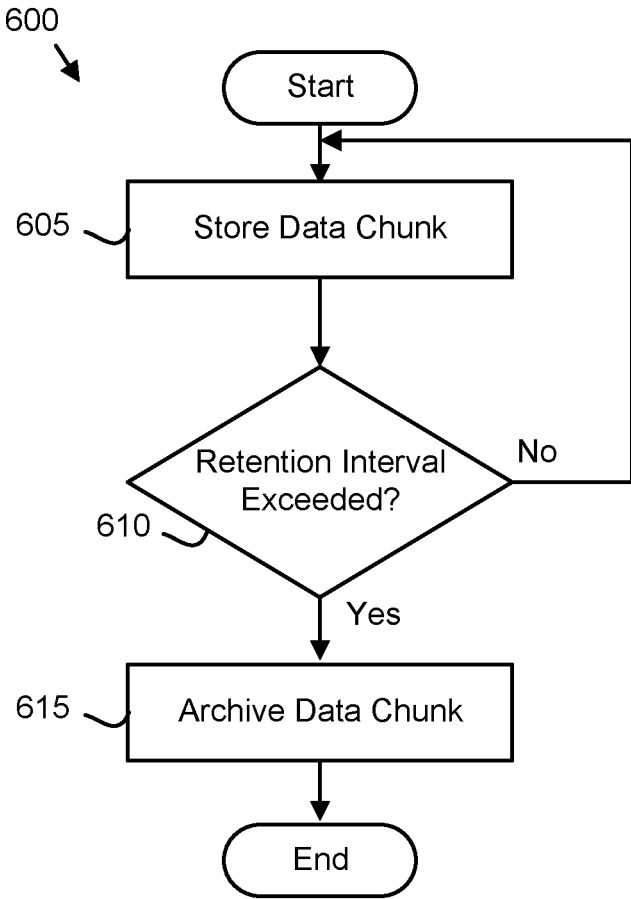 600
Start
605
Store Data Chunk
Retention Interval
Exceeded?
No
610
Yes
615
Archive Data Chunk
End